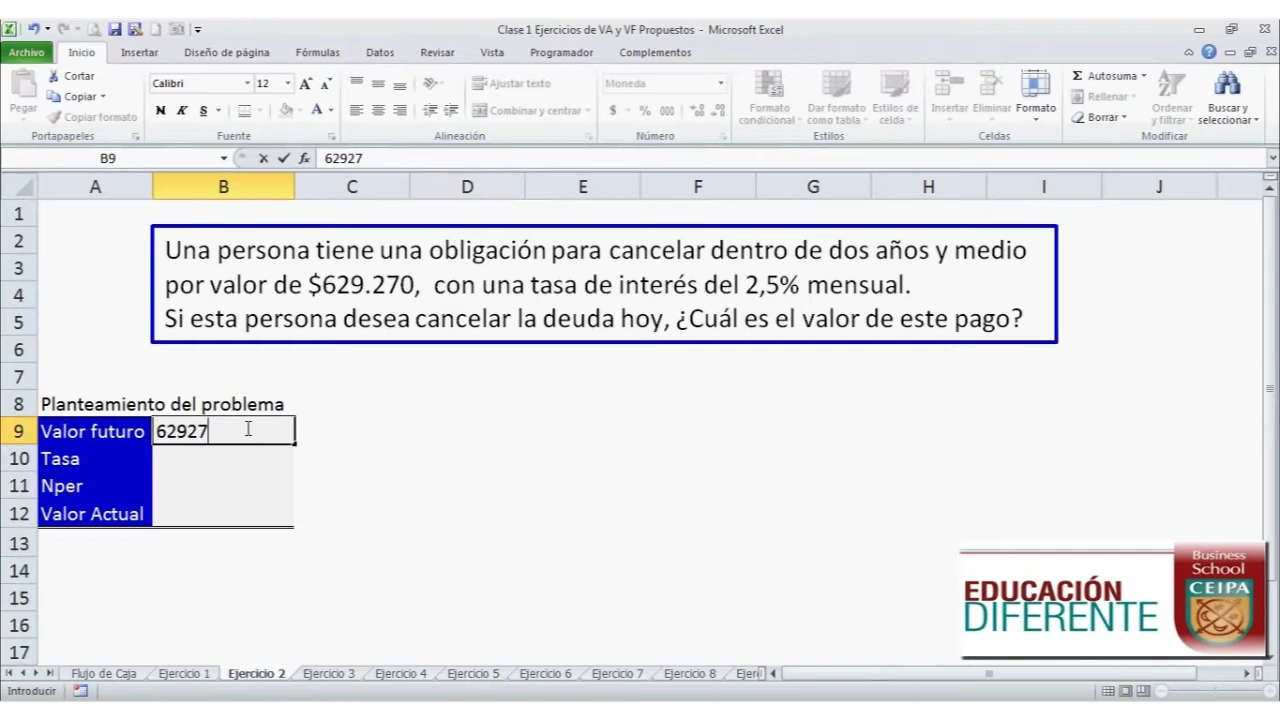 Clase 1 Ejercicios de VA y VF Propuestos - Microsoft Excel
Archivo Inicio Insertar Diseño de página Fórmulas Datos Revisar Vista Programador Complementos
Pegar
Cortar
Copiar
Copiar formato
Portapapeles
Calibri 12
N K S
Fuente
Ajustar texto
Combinar y centrar
Alineación
Moneda
$ % 000
Número
Formato condicional
Dar formato como tabla
Estilos de celda
Estilos
Insertar Eliminar Formato
Celdas
Σ Autosuma
Rellenar
Borrar
Ordenar y filtrar
Buscar y seleccionar
Modificar
B9 fx 62927
A B C D E F G H I J
1
2
3
4
5
6
7
8
9
10
11
12
13
14
15
16
17
Una persona tiene una obligación para cancelar dentro de dos años y medio
por valor de $629.270, con una tasa de interés del 2,5% mensual.
Si esta persona desea cancelar la deuda hoy, ¿Cuál es el valor de este pago?
Planteamiento del problema
Valor futuro 62927
Tasa
Nper
Valor Actual
EDUCACIÓN
DIFERENTE
Business
School
CEIPA
Flujo de Caja Ejercicio 1 Ejercicio 2 Ejercicio 3 Ejercicio 4 Ejercicio 5 Ejercicio 6 Ejercicio 7 Ejercicio 8 Ejer
Introducir